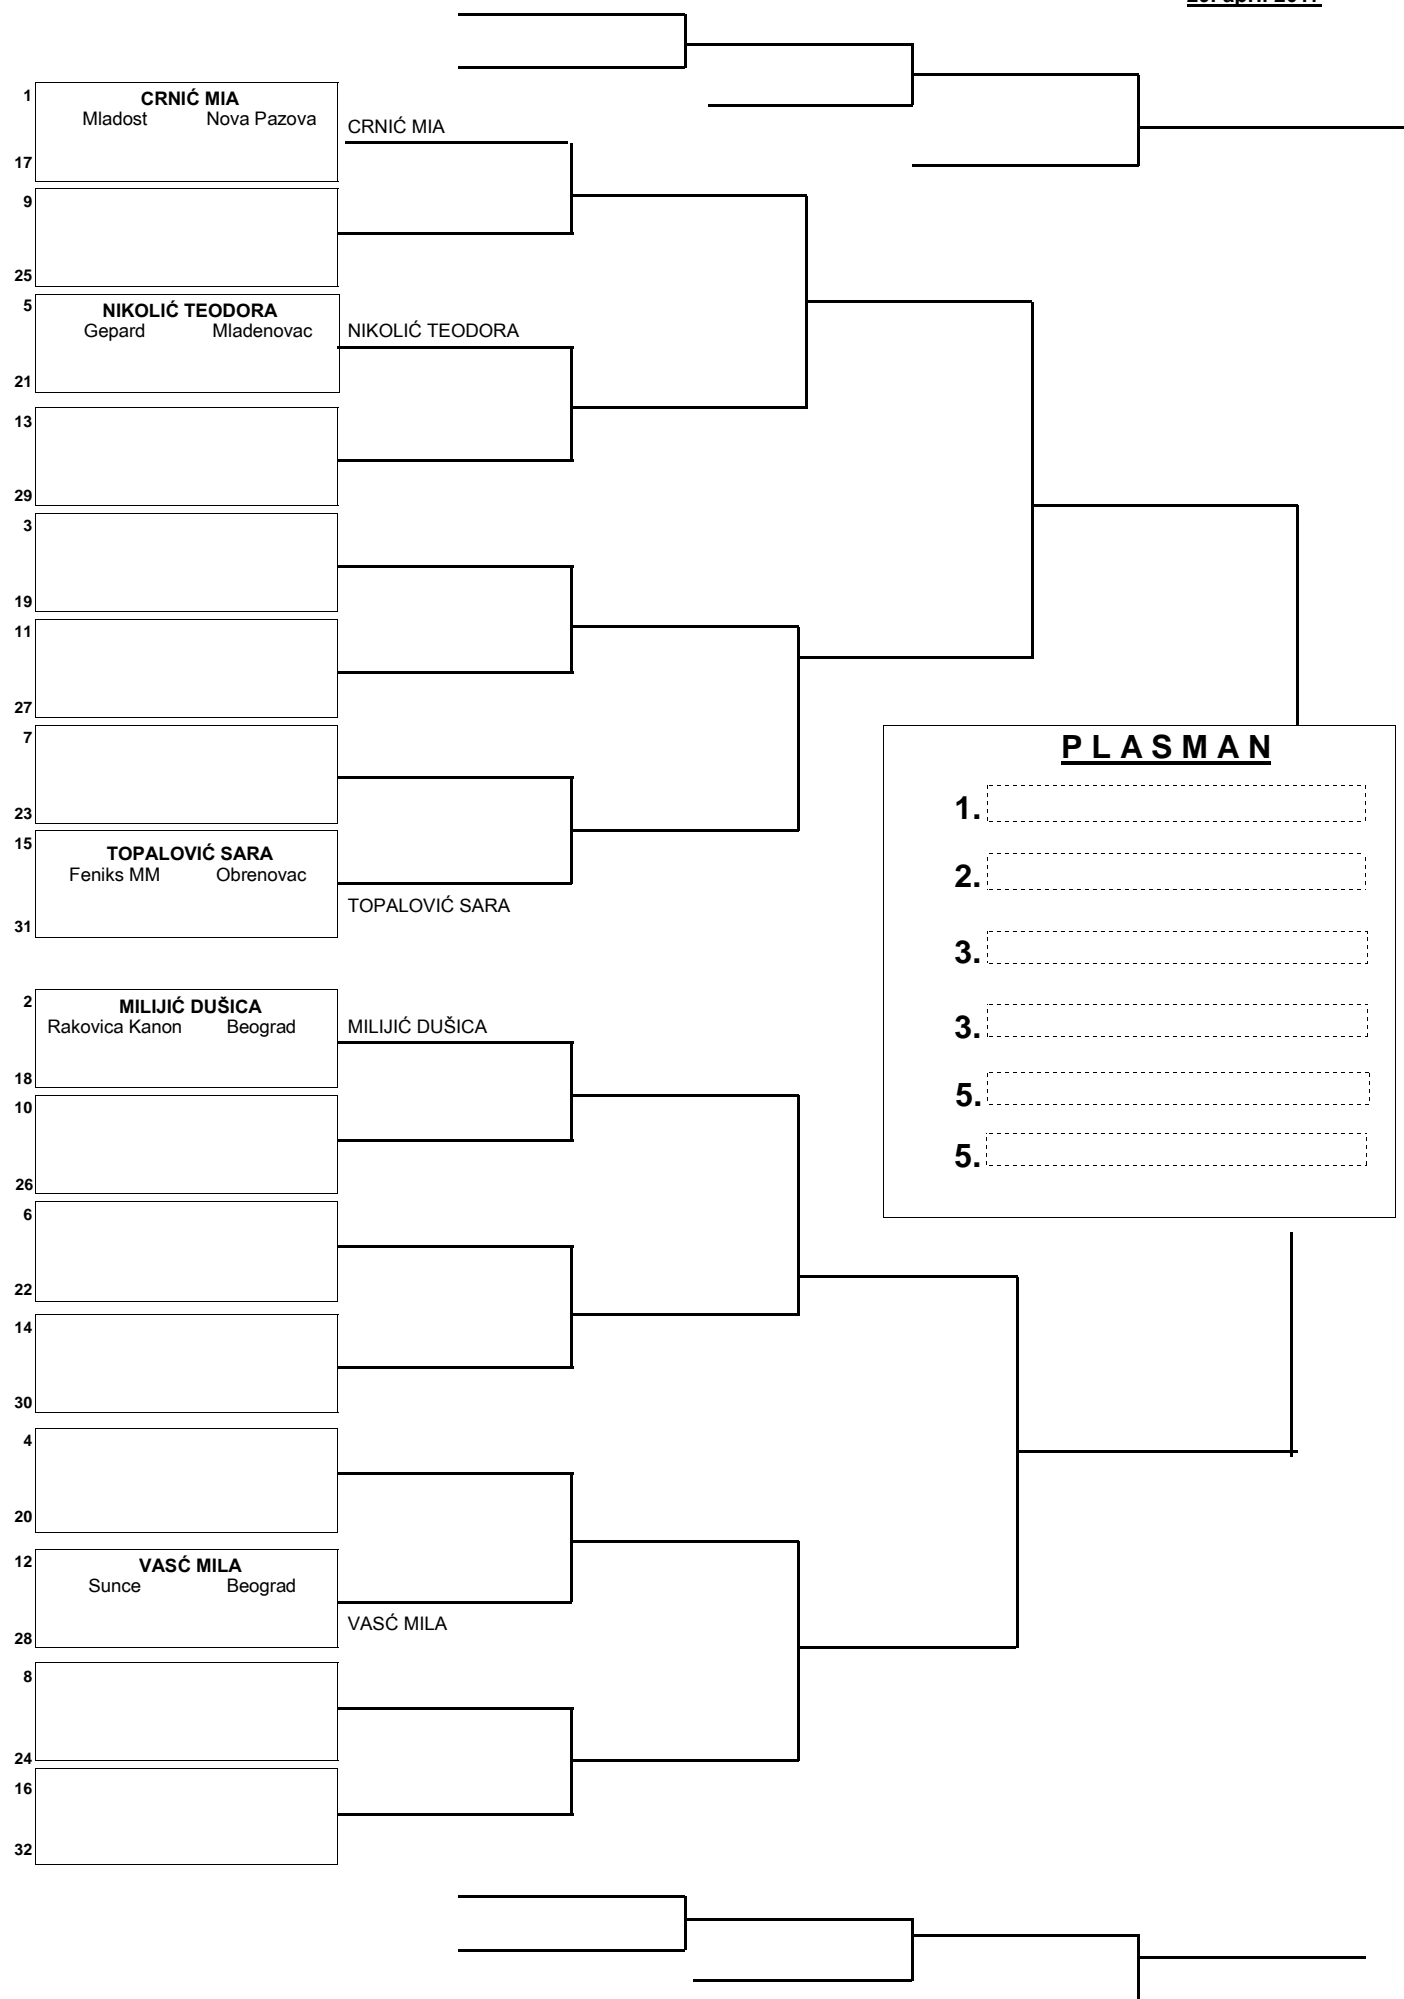 1
CRNIĆ MIA
Mladost Nova Pazova
CRNIĆ MIA
17
9
25
5
NIKOLIĆ TEODORA
Gepard Mladenovac
NIKOLIĆ TEODORA
21
13
29
3
19
11
27
7
23
15
TOPALOVIĆ SARA
Feniks MM Obrenovac
TOPALOVIĆ SARA
31
PLASMAN
1.
2.
3.
3.
5.
5.
2
MILIJIĆ DUŠICA
Rakovica Kanon Beograd
MILIJIĆ DUŠICA
18
10
26
6
22
14
30
4
20
12
VASĆ MILA
Sunce Beograd
VASĆ MILA
28
8
24
16
32